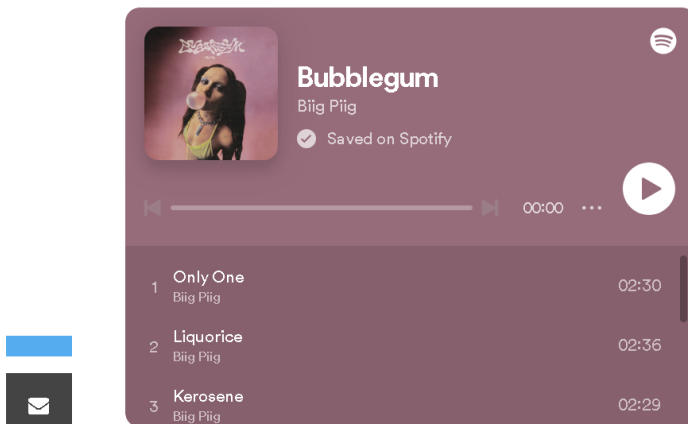 Bubblegum
Biig Piig
Saved on Spotify
00:00
1 Only One 02:30
Biig Piig
2 Liquorice 02:36
Biig Piig
3 Kerosene 02:29
Biig Piig